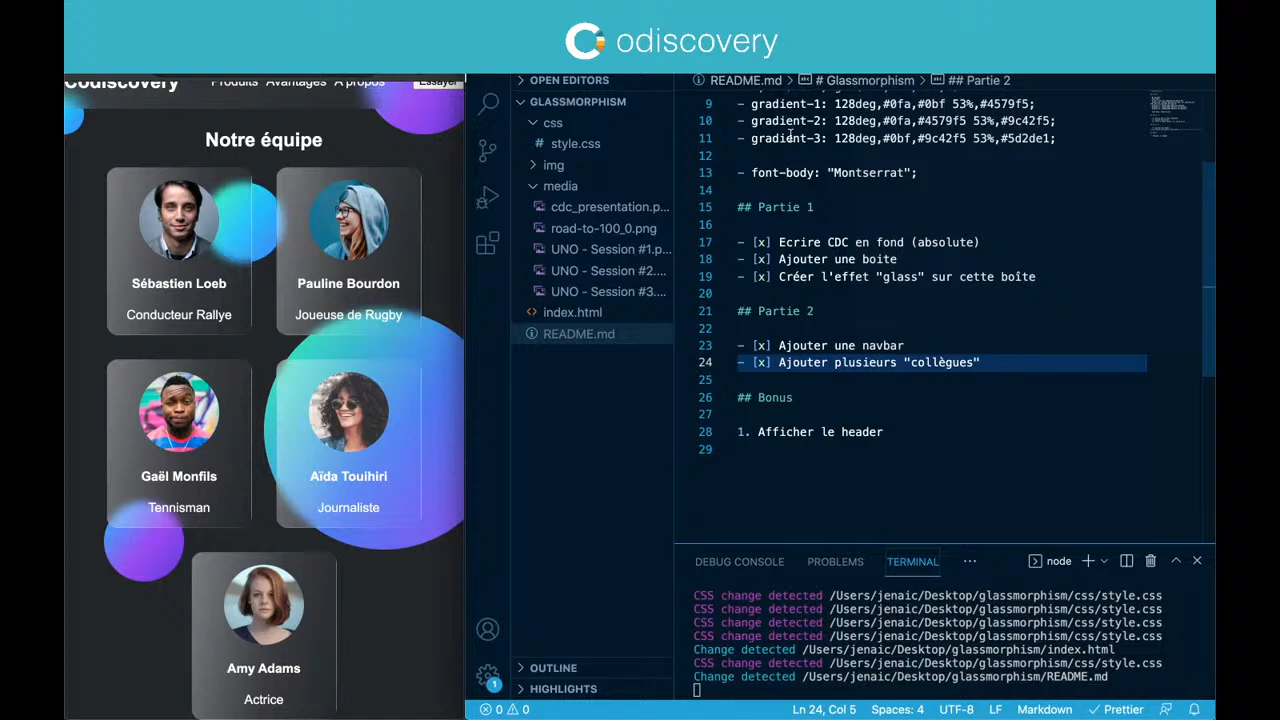 Codiscovery
Codiscovery Produits Avantages À propos Essayer
Notre équipe
Sébastien Loeb
Conducteur Rallye
Pauline Bourdon
Joueuse de Rugby
Gaël Monfils
Tennisman
Aïda Touihiri
Journaliste
Amy Adams
Actrice
OPEN EDITORS
GLASSMORPHISM
css
# style.css
img
media
cdc_presentation.p...
road-to-100_0.png
UNO - Session #1.p...
UNO - Session #2....
UNO - Session #3....
index.html
README.md
OUTLINE
HIGHLIGHTS
1
README.md > # Glassmorphism > ## Partie 2
9 - gradient-1: 128deg,#0fa,#0bf 53%,#4579f5;
10 - gradient-2: 128deg,#0fa,#4579f5 53%,#9c42f5;
11 - gradient-3: 128deg,#0bf,#9c42f5 53%,#5d2de1;
12
13 - font-body: "Montserrat";
14
15 ## Partie 1
16
17 - [x] Ecrire CDC en fond (absolute)
18 - [x] Ajouter une boite
19 - [x] Créer l'effet "glass" sur cette boîte
20
21 ## Partie 2
22
23 - [x] Ajouter une navbar
24 - [x] Ajouter plusieurs "collègues"
25
26 ## Bonus
27
28 1. Afficher le header
29
DEBUG CONSOLE PROBLEMS TERMINAL ... node
CSS change detected /Users/jenaic/Desktop/glassmorphism/css/style.css
CSS change detected /Users/jenaic/Desktop/glassmorphism/css/style.css
CSS change detected /Users/jenaic/Desktop/glassmorphism/css/style.css
CSS change detected /Users/jenaic/Desktop/glassmorphism/css/style.css
Change detected /Users/jenaic/Desktop/glassmorphism/index.html
CSS change detected /Users/jenaic/Desktop/glassmorphism/css/style.css
Change detected /Users/jenaic/Desktop/glassmorphism/README.md
0 0 Ln 24, Col 5 Spaces: 4 UTF-8 LF Markdown Prettier